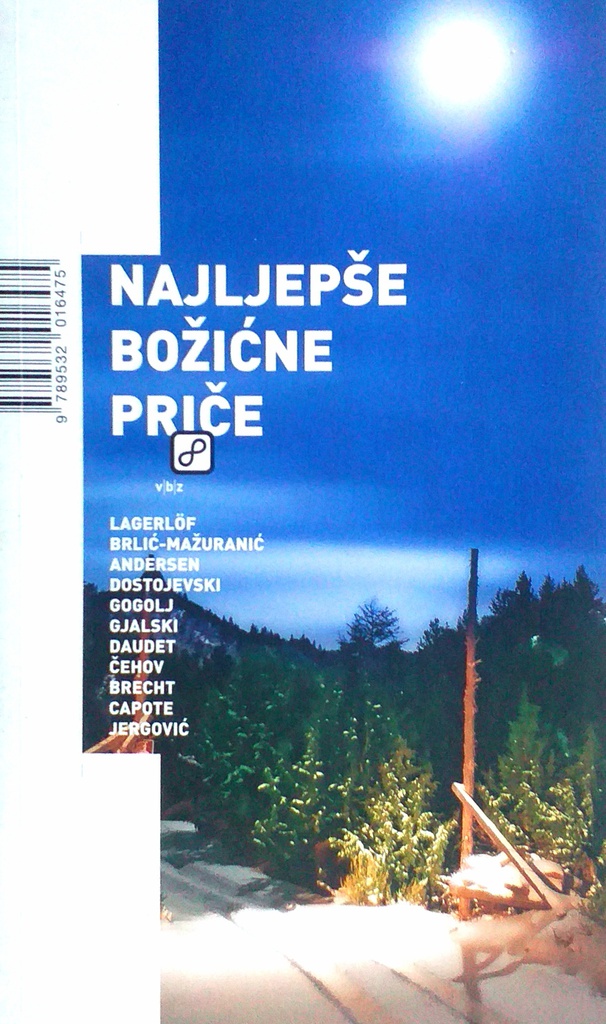 NAJLJEPŠE
BOŽIĆNE
PRIČE
v|b|z
LAGERLÖF
BRLIĆ-MAŽURANIĆ
ANDERSEN
DOSTOJEVSKI
GOGOLJ
GJALSKI
DAUDET
ČEHOV
BRECHT
CAPOTE
JERGOVIĆ
9 789532 016475